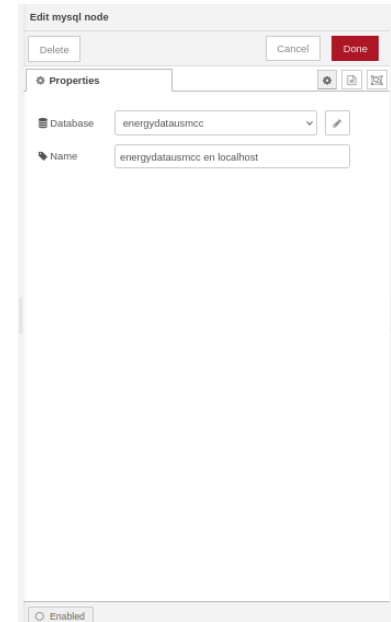 Edit mysql node
Delete Cancel Done
Properties
Database energydatausmcc
Name energydatausmcc en localhost
Enabled